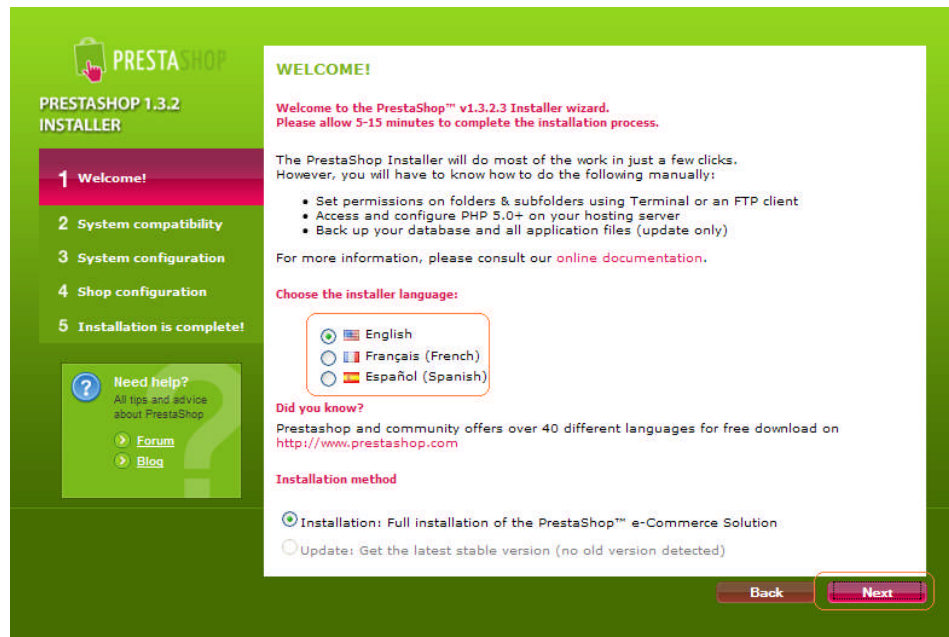 PRESTASHOP
PRESTASHOP 1.3.2
INSTALLER
1 Welcome!
2 System compatibility
3 System configuration
4 Shop configuration
5 Installation is complete!
?
Need help?
All tips and advice
about PrestaShop
Forum
Blog
WELCOME!
Welcome to the PrestaShop™ v1.3.2.3 Installer wizard.
Please allow 5-15 minutes to complete the installation process.
The PrestaShop Installer will do most of the work in just a few clicks.
However, you will have to know how to do the following manually:
• Set permissions on folders & subfolders using Terminal or an FTP client
• Access and configure PHP 5.0+ on your hosting server
• Back up your database and all application files (update only)
For more information, please consult our online documentation.
Choose the installer language:
English
Français (French)
Español (Spanish)
Did you know?
Prestashop and community offers over 40 different languages for free download on
http://www.prestashop.com
Installation method
Installation: Full installation of the PrestaShop™ e-Commerce Solution
Update: Get the latest stable version (no old version detected)
Back
Next